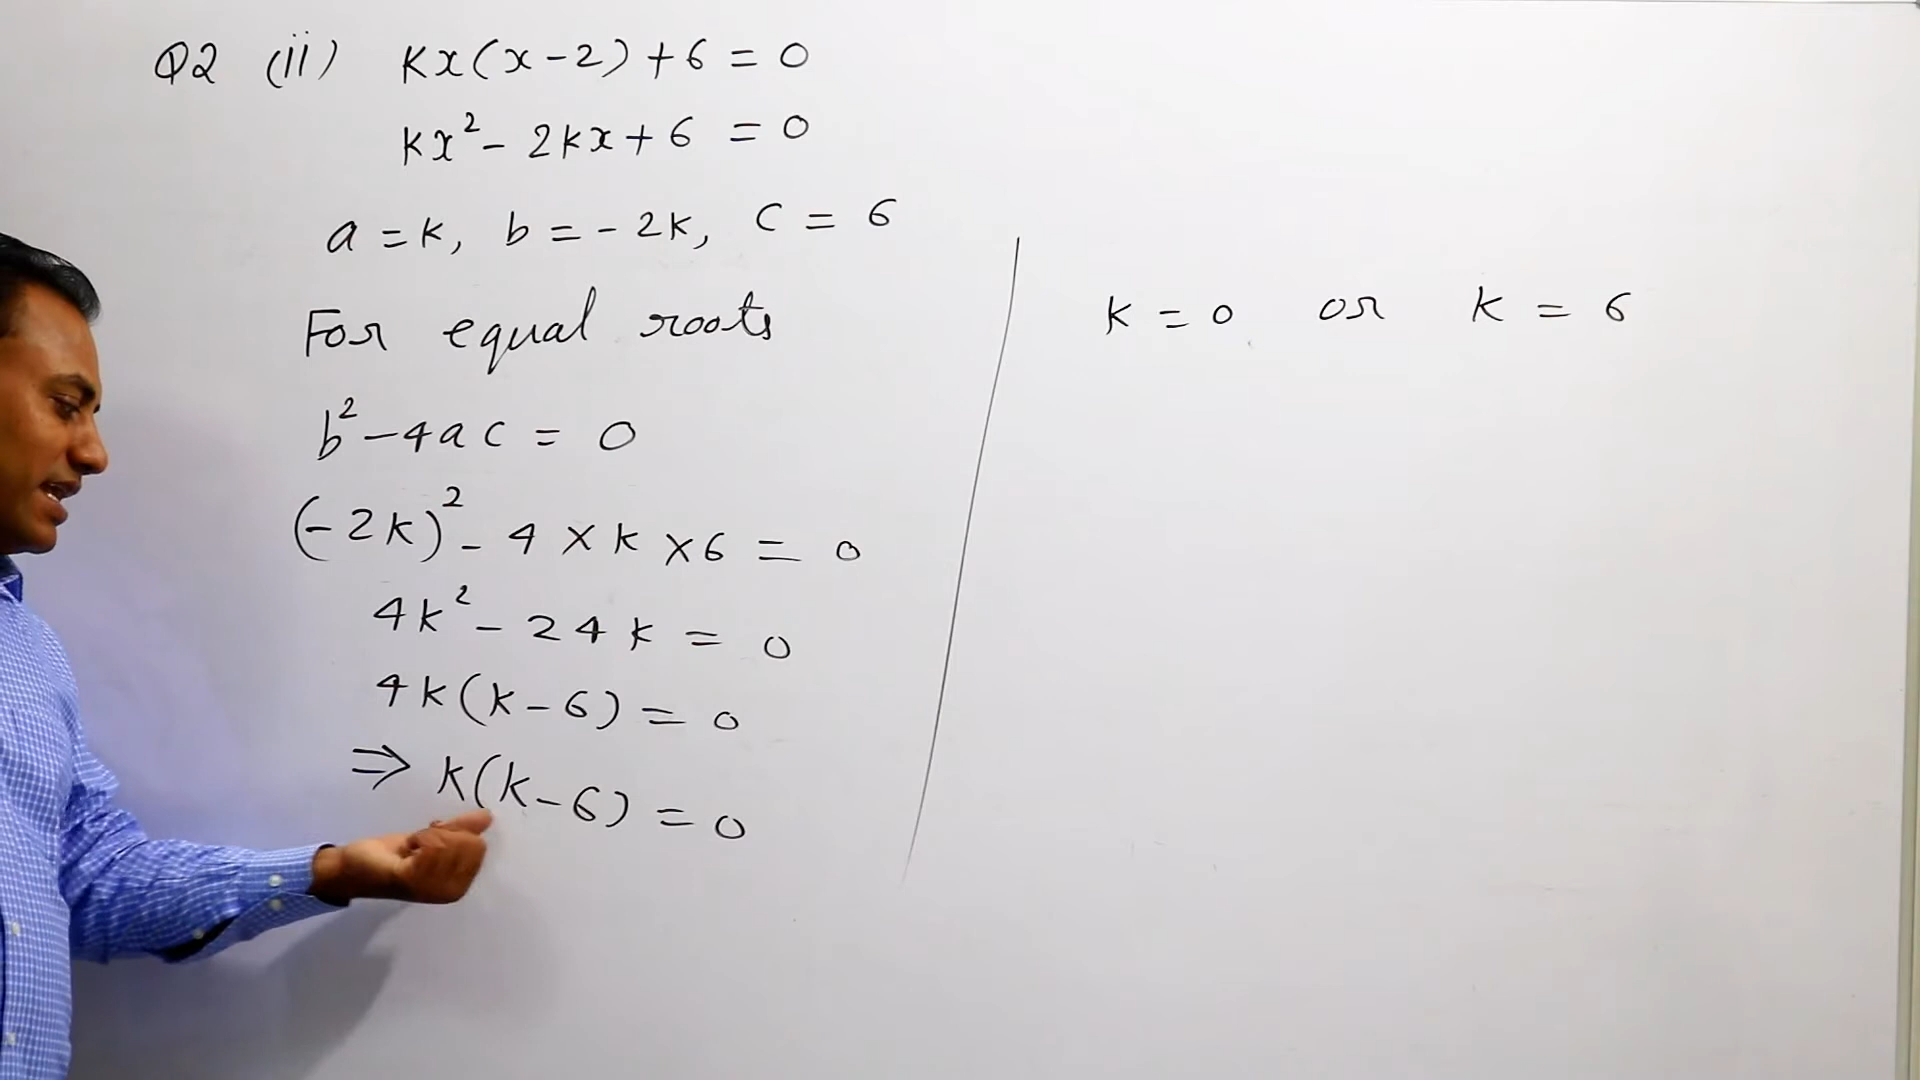 Q2 (ii) Kx(x-2)+6=0
kx²-2kx+6=0
a=k, b=-2k, C=6
For equal roots
b²-4ac=0
(-2k)²-4×k×6=0
4k²-24k=0
4k(k-6)=0
⇒ k(k-6)=0
k=0 or k=6